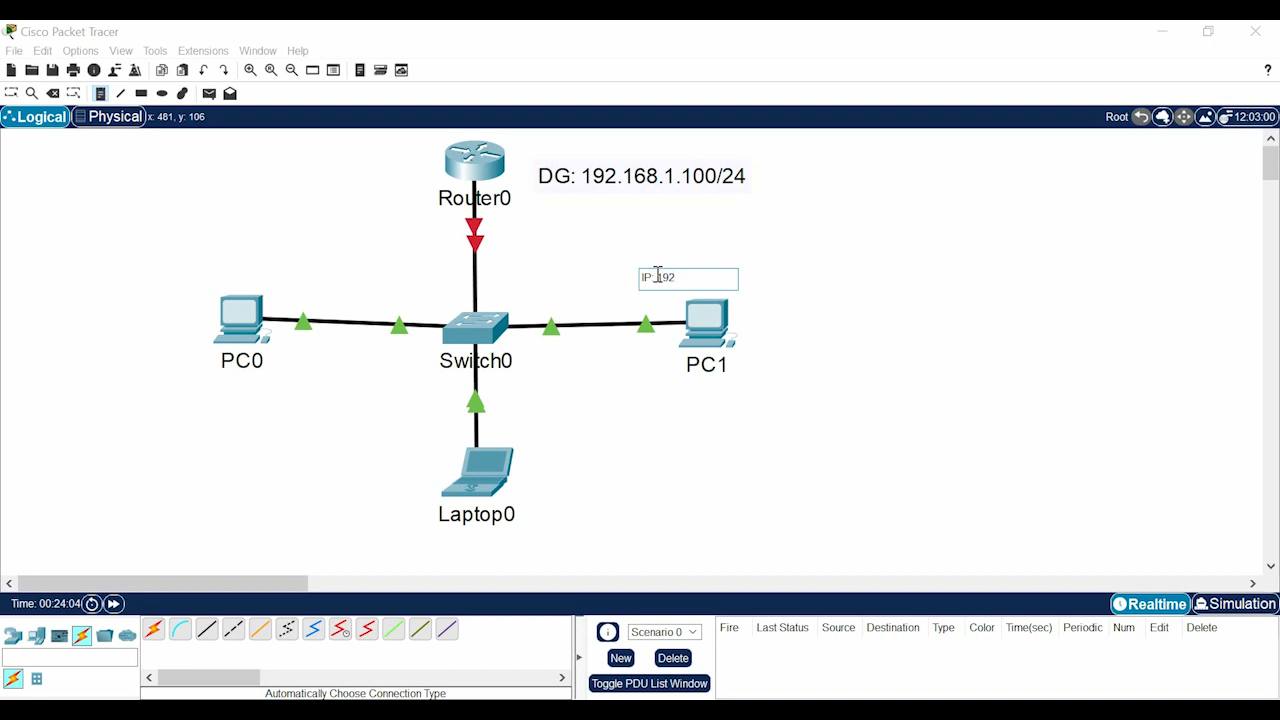 Cisco Packet Tracer
File Edit Options View Tools Extensions Window Help
?
Logical Physical x: 481, y: 106 Root 12:03:00
Router0
DG: 192.168.1.100/24
IP: 192
PC0
Switch0
PC1
Laptop0
Time: 00:24:04 Realtime Simulation
Scenario 0
New Delete
Toggle PDU List Window
Fire Last Status Source Destination Type Color Time(sec) Periodic Num Edit Delete
Automatically Choose Connection Type